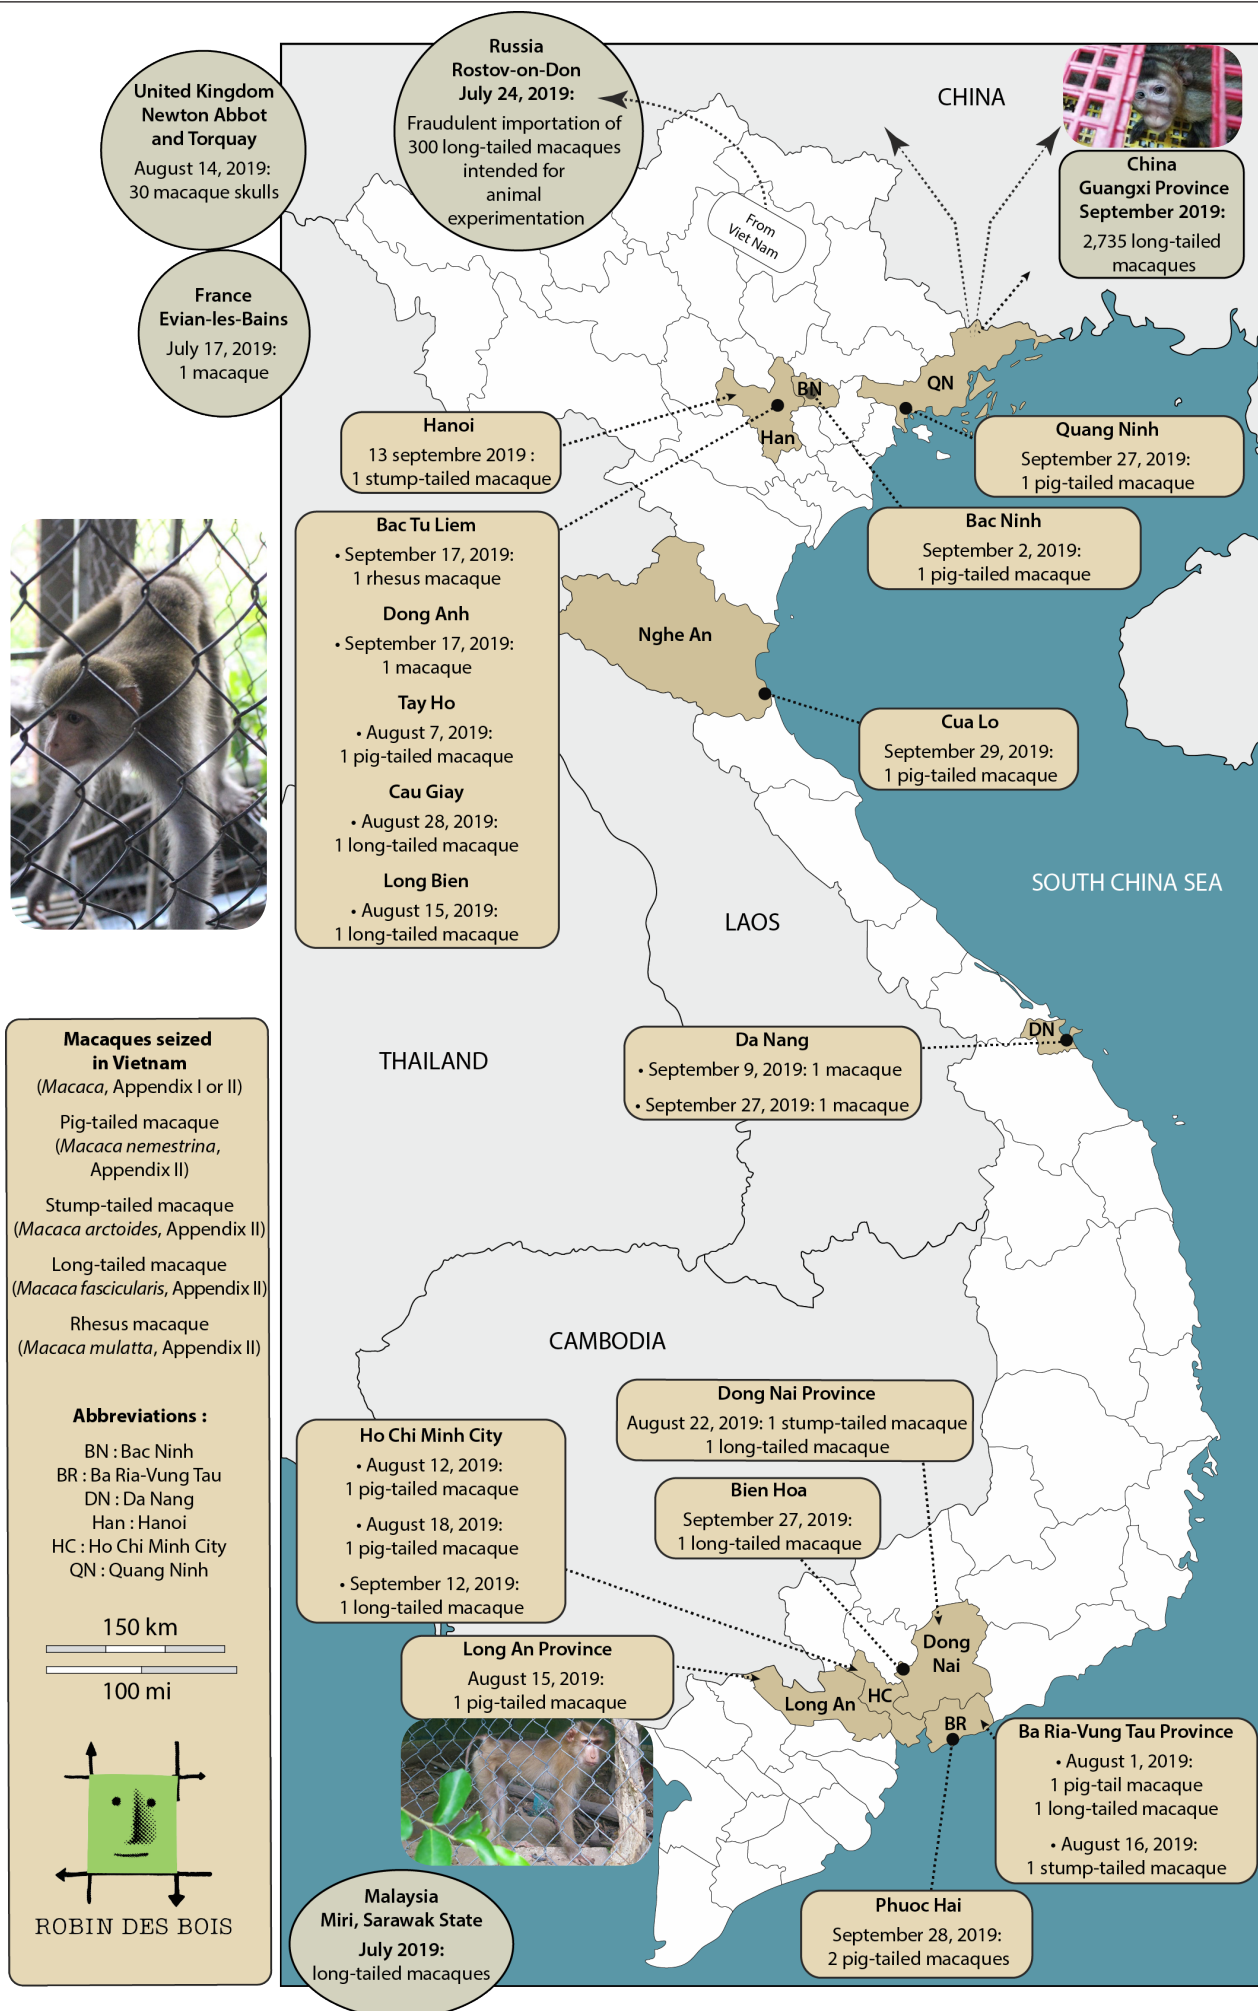 Russia
Rostov-on-Don
July 24, 2019:
Fraudulent importation of
300 long-tailed macaques
intended for
animal
experimentation
United Kingdom
Newton Abbot
and Torquay
August 14, 2019:
30 macaque skulls
France
Evian-les-Bains
July 17, 2019:
1 macaque
From
Viet Nam
CHINA
China
Guangxi Province
September 2019:
2,735 long-tailed
macaques
BN
QN
Han
Hanoi
13 septembre 2019 :
1 stump-tailed macaque
Quang Ninh
September 27, 2019:
1 pig-tailed macaque
Bac Ninh
September 2, 2019:
1 pig-tailed macaque
Bac Tu Liem
• September 17, 2019:
1 rhesus macaque
Dong Anh
• September 17, 2019:
1 macaque
Tay Ho
• August 7, 2019:
1 pig-tailed macaque
Cau Giay
• August 28, 2019:
1 long-tailed macaque
Long Bien
• August 15, 2019:
1 long-tailed macaque
Nghe An
Cua Lo
September 29, 2019:
1 pig-tailed macaque
SOUTH CHINA SEA
LAOS
THAILAND
DN
Da Nang
• September 9, 2019: 1 macaque
• September 27, 2019: 1 macaque
Macaques seized
in Vietnam
(Macaca, Appendix I or II)
Pig-tailed macaque
(Macaca nemestrina,
Appendix II)
Stump-tailed macaque
(Macaca arctoides, Appendix II)
Long-tailed macaque
(Macaca fascicularis, Appendix II)
Rhesus macaque
(Macaca mulatta, Appendix II)
Abbreviations :
BN : Bac Ninh
BR : Ba Ria-Vung Tau
DN : Da Nang
Han : Hanoi
HC : Ho Chi Minh City
QN : Quang Ninh
150 km
100 mi
ROBIN DES BOIS
CAMBODIA
Dong Nai Province
August 22, 2019: 1 stump-tailed macaque
1 long-tailed macaque
Bien Hoa
September 27, 2019:
1 long-tailed macaque
Ho Chi Minh City
• August 12, 2019:
1 pig-tailed macaque
• August 18, 2019:
1 pig-tailed macaque
• September 12, 2019:
1 long-tailed macaque
Long An Province
August 15, 2019:
1 pig-tailed macaque
Dong
Nai
Long An
HC
BR
Ba Ria-Vung Tau Province
• August 1, 2019:
1 pig-tail macaque
1 long-tailed macaque
• August 16, 2019:
1 stump-tailed macaque
Phuoc Hai
September 28, 2019:
2 pig-tailed macaques
Malaysia
Miri, Sarawak State
July 2019:
long-tailed macaques